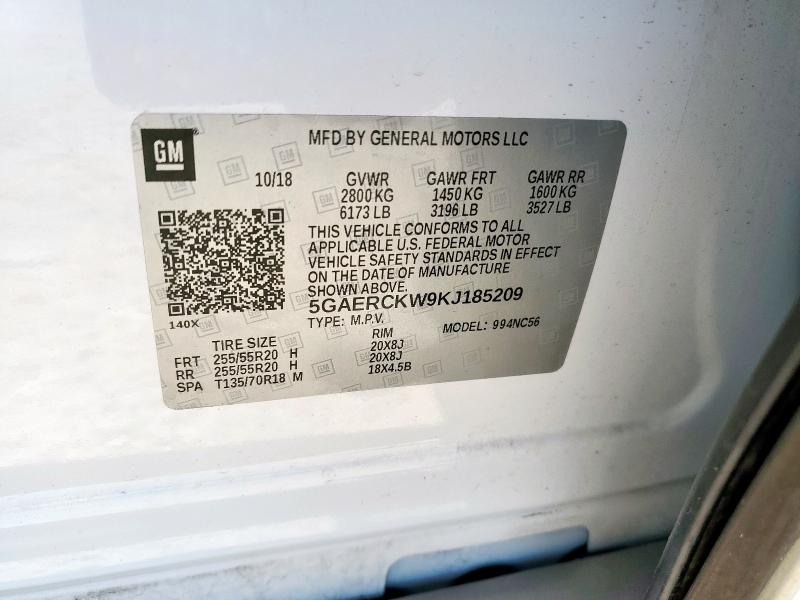 GM
MFD BY GENERAL MOTORS LLC
10/18 GVWR GAWR FRT GAWR RR
2800 KG 1450 KG 1600 KG
6173 LB 3196 LB 3527 LB
THIS VEHICLE CONFORMS TO ALL
APPLICABLE U.S. FEDERAL MOTOR
VEHICLE SAFETY STANDARDS IN EFFECT
ON THE DATE OF MANUFACTURE
SHOWN ABOVE.
5GAERCKW9KJ185209
140X
TYPE: M.P.V. MODEL: 994NC56
TIRE SIZE RIM
FRT 255/55R20 H 20X8J
RR 255/55R20 H 20X8J
SPA T135/70R18 M 18X4.5B